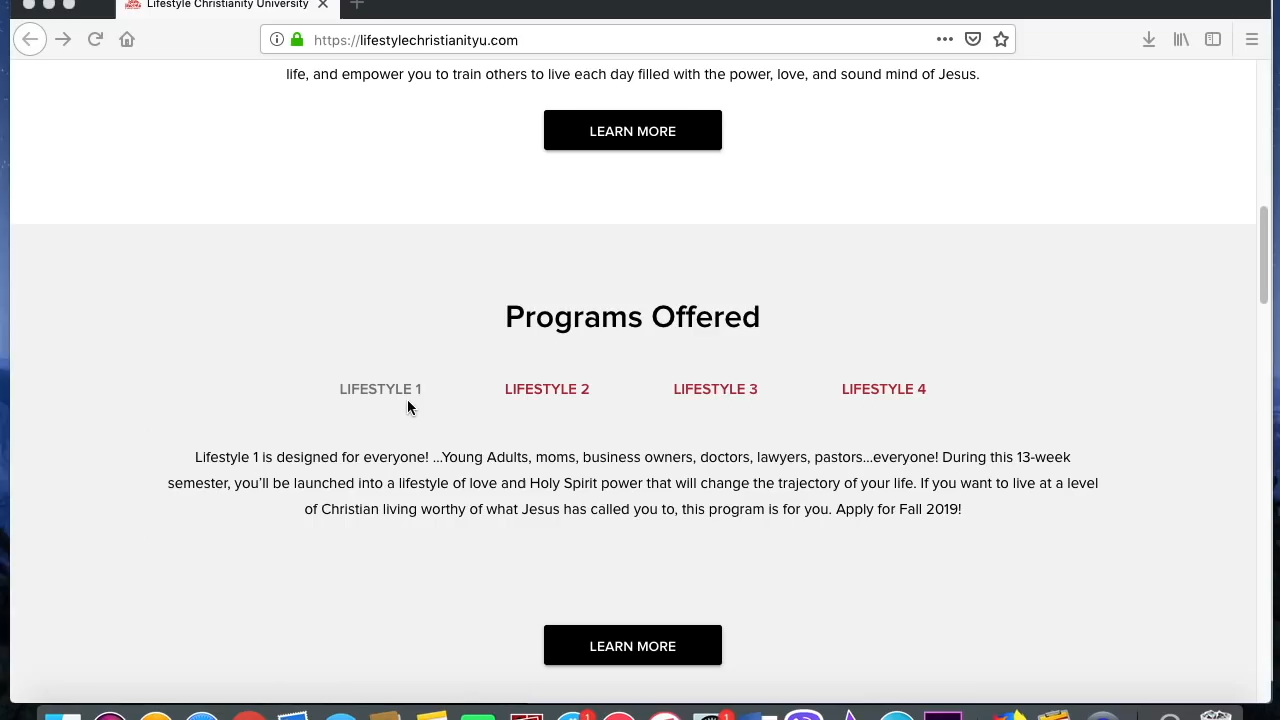 Lifestyle Christianity University
https://lifestylechristianityu.com
life, and empower you to train others to live each day filled with the power, love, and sound mind of Jesus.
LEARN MORE
Programs Offered
LIFESTYLE 1
LIFESTYLE 2
LIFESTYLE 3
LIFESTYLE 4
Lifestyle 1 is designed for everyone! ...Young Adults, moms, business owners, doctors, lawyers, pastors...everyone! During this 13-week
semester, you'll be launched into a lifestyle of love and Holy Spirit power that will change the trajectory of your life. If you want to live at a level
of Christian living worthy of what Jesus has called you to, this program is for you. Apply for Fall 2019!
LEARN MORE
1
1